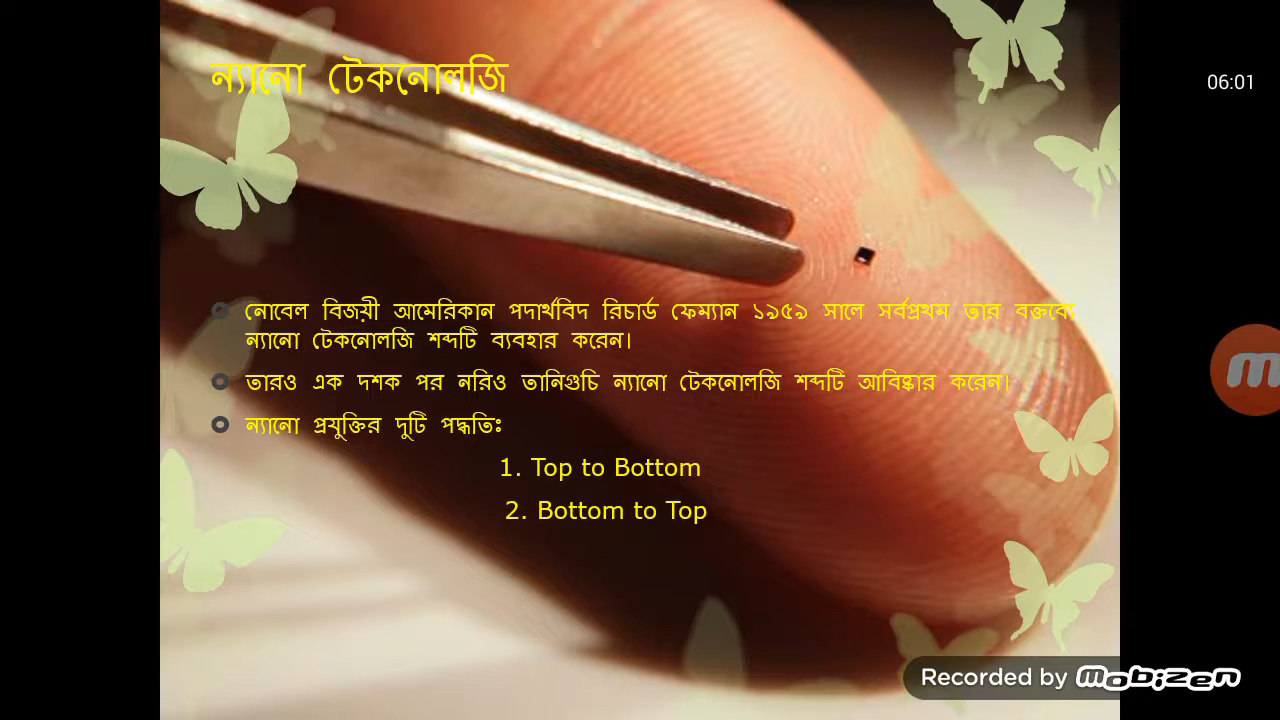 ন্যানো টেকনোলজি
06:01
নোবেল বিজয়ী আমেরিকান পদার্থবিদ রিচার্ড ফেম্যান ১৯৫৯ সালে সর্বপ্রথম তার বক্তব্যে
ন্যানো টেকনোলজি শব্দটি ব্যবহার করেন।
তারও এক দশক পর নরিও তানিগুচি ন্যানো টেকনোলজি শব্দটি আবিষ্কার করেন।
ন্যানো প্রযুক্তির দুটি পদ্ধতিঃ
1. Top to Bottom
2. Bottom to Top
Recorded by mobizen